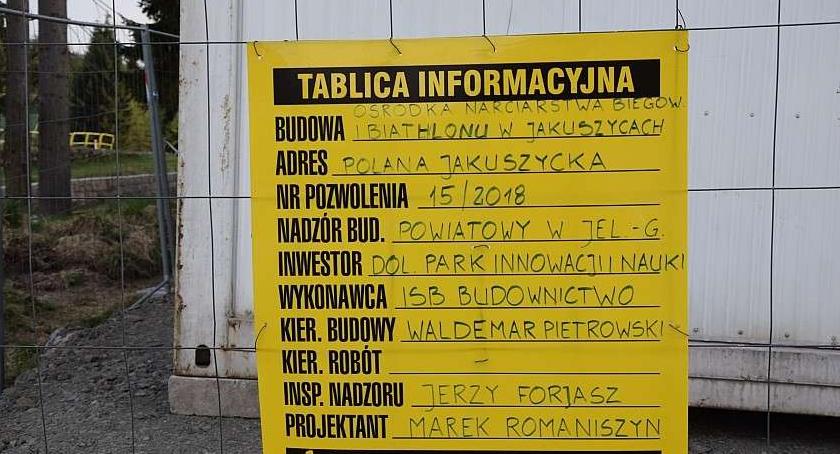 TABLICA INFORMACYJNA
OŚRODKA NARCIARSTWA BIEGOW.
BUDOWA I BIATHLONU W JAKUSZYCACH
ADRES POLANA JAKUSZYCKA
NR POZWOLENIA 15/2018
NADZÓR BUD. POWIATOWY W JEL.-G.
INWESTOR DOL. PARK INNOWACJI I NAUKI
WYKONAWCA ISB BUDOWNICTWO
KIER. BUDOWY WALDEMAR PIETROWSKI
KIER. ROBÓT -
INSP. NADZORU JERZY FORJASZ
PROJEKTANT MAREK ROMANISZYN